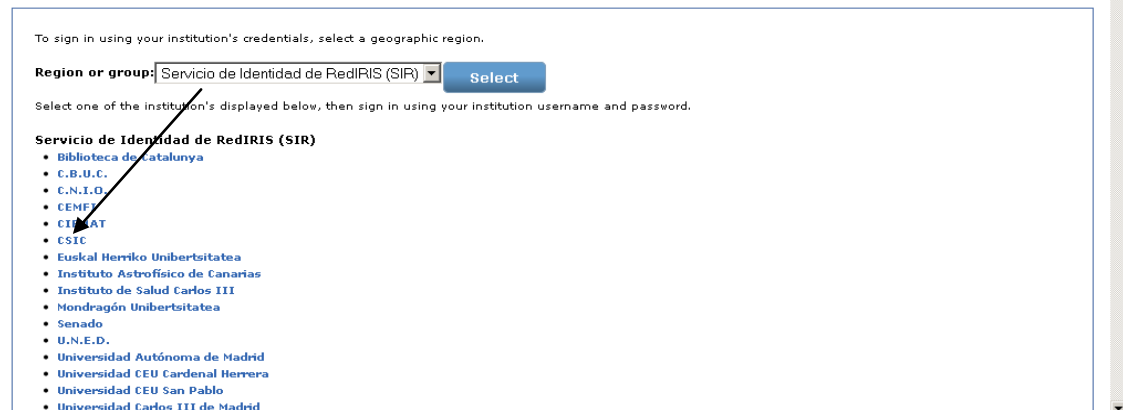 To sign in using your institution's credentials, select a geographic region.
Region or group: Servicio de Identidad de RedIRIS (SIR) Select
Select one of the institution's displayed below, then sign in using your institution username and password.
Servicio de Identidad de RedIRIS (SIR)
• Biblioteca de Catalunya
• C.B.U.C.
• C.N.I.O.
• CEMFI
• CIEMAT
• CSIC
• Euskal Herriko Unibertsitatea
• Instituto Astrofísico de Canarias
• Instituto de Salud Carlos III
• Mondragón Unibertsitatea
• Senado
• U.N.E.D.
• Universidad Autónoma de Madrid
• Universidad CEU Cardenal Herrera
• Universidad CEU San Pablo
• Universidad Carlos III de Madrid